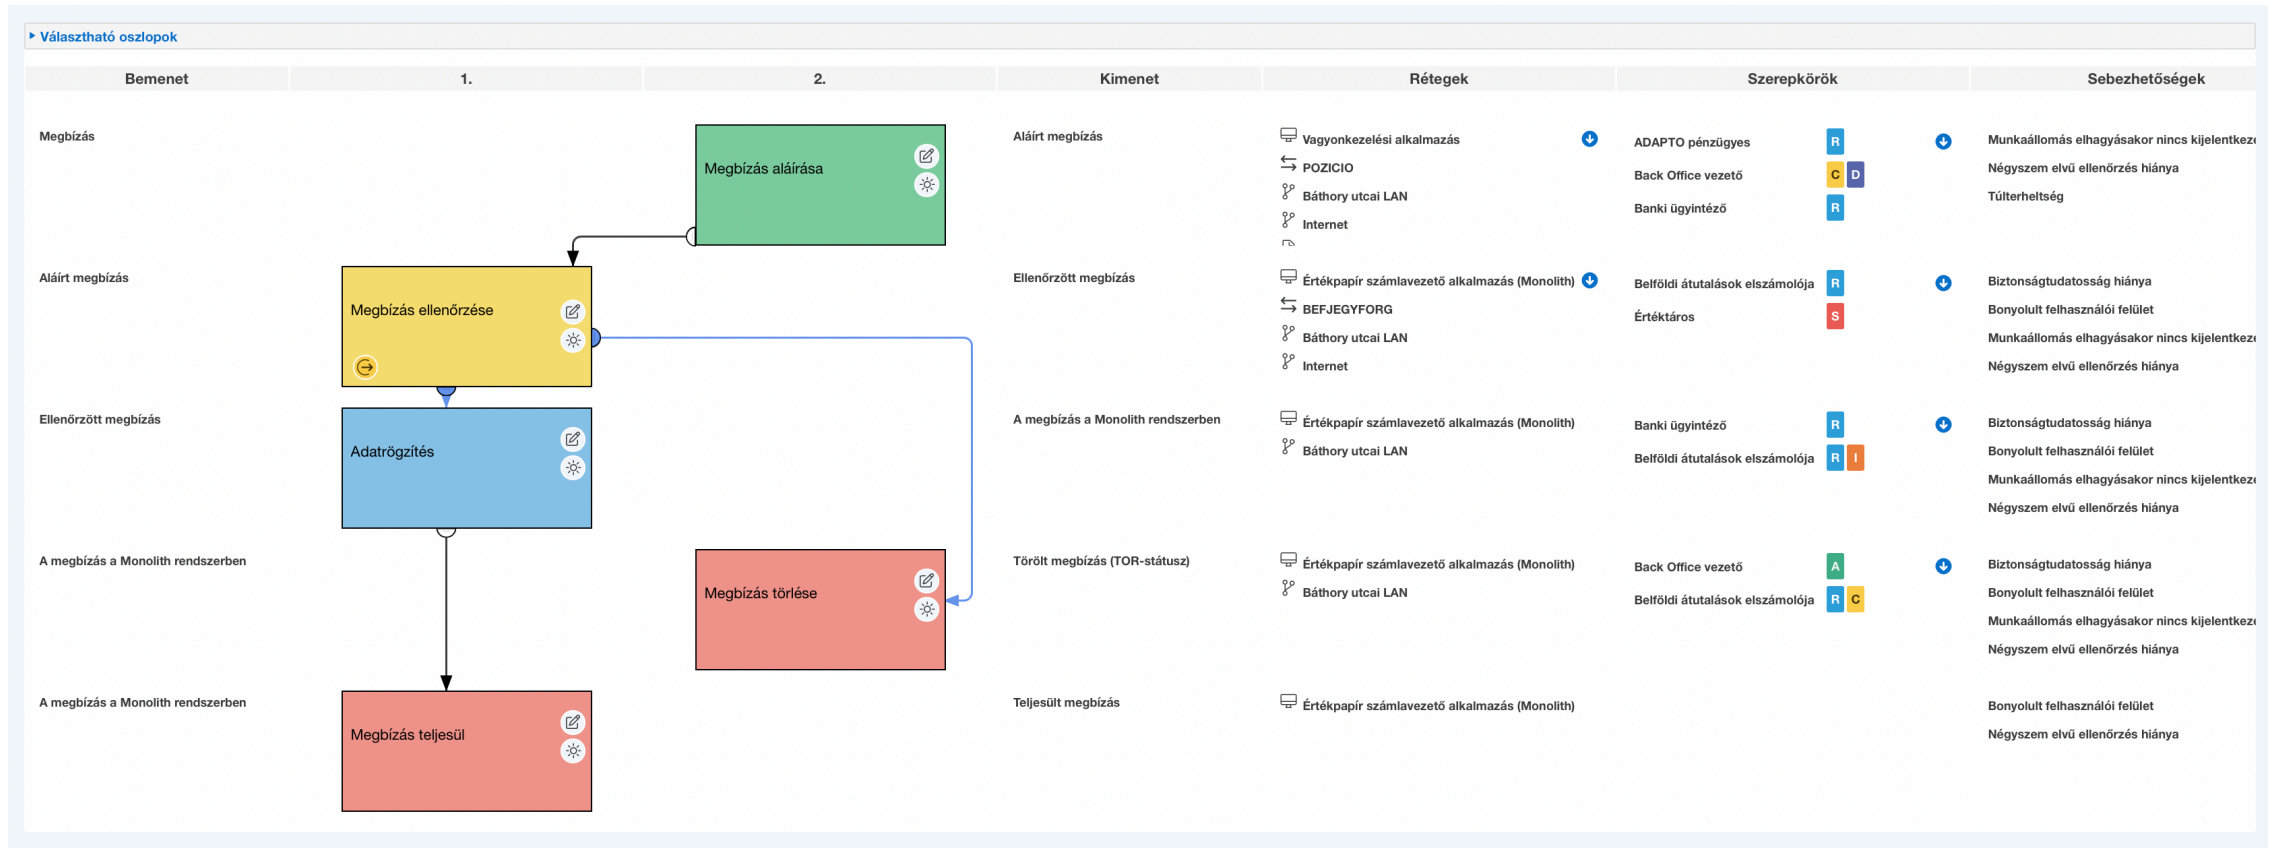 Választható oszlopok
Bemenet 1. 2. Kimenet Rétegek Szerepkörök Sebezhetőségek
Megbízás
Megbízás aláírása
Aláírt megbízás
Vagyonkezelési alkalmazás
POZICIO
Báthory utcai LAN
Internet
ADAPTO pénzügyes R
Back Office vezető C D
Banki ügyintéző R
Munkaállomás elhagyásakor nincs kijelentkezé
Négyszem elvű ellenőrzés hiánya
Túlterheltség
Aláírt megbízás
Megbízás ellenőrzése
Ellenőrzött megbízás
Értékpapír számlavezető alkalmazás (Monolith)
BEFJEGYFORG
Báthory utcai LAN
Internet
Belföldi átutalások elszámolója R
Értéktáros S
Biztonságtudatosság hiánya
Bonyolult felhasználói felület
Munkaállomás elhagyásakor nincs kijelentkezé
Négyszem elvű ellenőrzés hiánya
Ellenőrzött megbízás
Adatrögzítés
A megbízás a Monolith rendszerben
Értékpapír számlavezető alkalmazás (Monolith)
Báthory utcai LAN
Banki ügyintéző R
Belföldi átutalások elszámolója R I
Biztonságtudatosság hiánya
Bonyolult felhasználói felület
Munkaállomás elhagyásakor nincs kijelentkezé
Négyszem elvű ellenőrzés hiánya
A megbízás a Monolith rendszerben
Megbízás törlése
Törölt megbízás (TOR-státusz)
Értékpapír számlavezető alkalmazás (Monolith)
Báthory utcai LAN
Back Office vezető A
Belföldi átutalások elszámolója R C
Biztonságtudatosság hiánya
Bonyolult felhasználói felület
Munkaállomás elhagyásakor nincs kijelentkezé
Négyszem elvű ellenőrzés hiánya
A megbízás a Monolith rendszerben
Megbízás teljesül
Teljesült megbízás
Értékpapír számlavezető alkalmazás (Monolith)
Bonyolult felhasználói felület
Négyszem elvű ellenőrzés hiánya